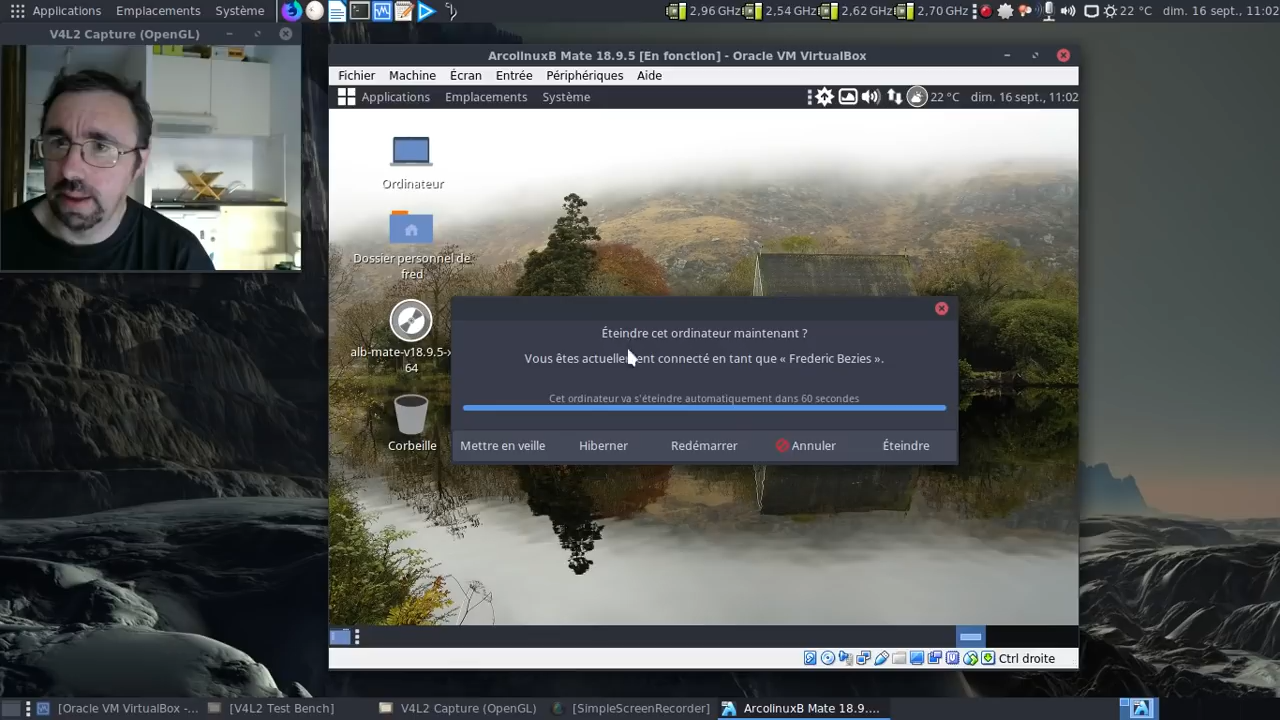 Applications Emplacements Système
2,96 GHz 2,54 GHz 2,62 GHz 2,70 GHz 22 °C dim. 16 sept., 11:02
V4L2 Capture (OpenGL)
ArcolinuxB Mate 18.9.5 [En fonction] - Oracle VM VirtualBox
Fichier Machine Écran Entrée Périphériques Aide
Applications Emplacements Système 22 °C dim. 16 sept., 11:02
Ordinateur
Dossier personnel de
fred
alb-mate-v18.9.5-x
64
Corbeille
Éteindre cet ordinateur maintenant ?
Vous êtes actuellement connecté en tant que « Frederic Bezies ».
Cet ordinateur va s'éteindre automatiquement dans 60 secondes
Mettre en veille Hiberner Redémarrer Annuler Éteindre
Ctrl droite
[Oracle VM VirtualBox -... [V4L2 Test Bench] V4L2 Capture (OpenGL) [SimpleScreenRecorder] ArcolinuxB Mate 18.9....